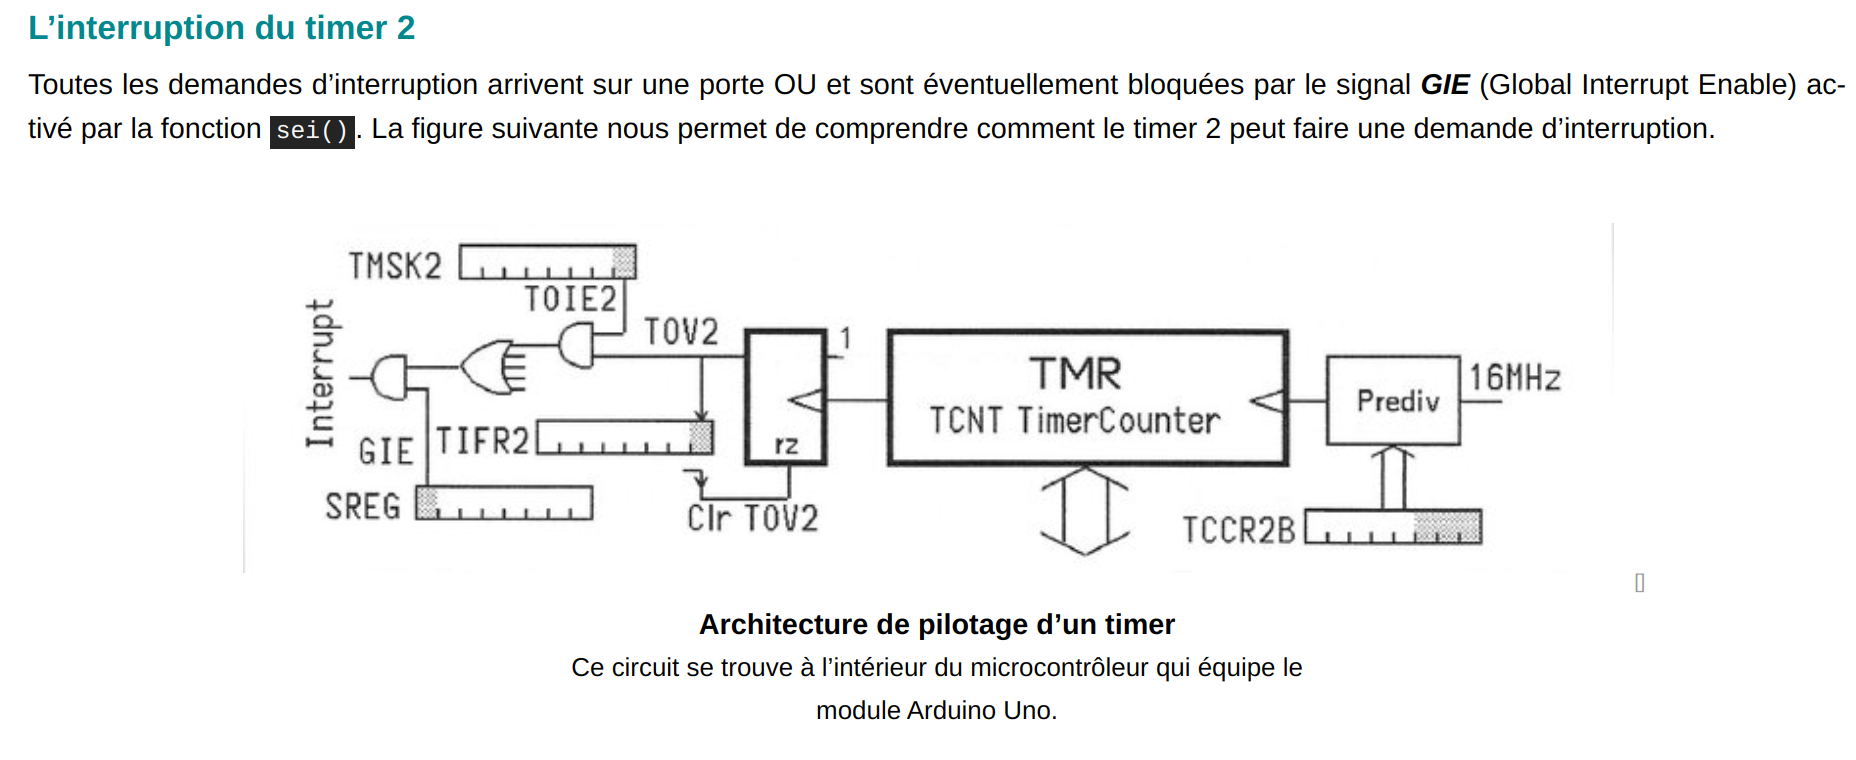 L’interruption du timer 2
Toutes les demandes d’interruption arrivent sur une porte OU et sont éventuellement bloquées par le signal GIE (Global Interrupt Enable) ac-
tivé par la fonction sei(). La figure suivante nous permet de comprendre comment le timer 2 peut faire une demande d’interruption.
TMSK2
TOIE2
Interrupt
TOV2
1
TMR
TCNT TimerCounter
Prediv
16MHz
GIE
TIFR2
rz
SREG
Clr TOV2
TCCR2B
Architecture de pilotage d’un timer
Ce circuit se trouve à l’intérieur du microcontrôleur qui équipe le
module Arduino Uno.